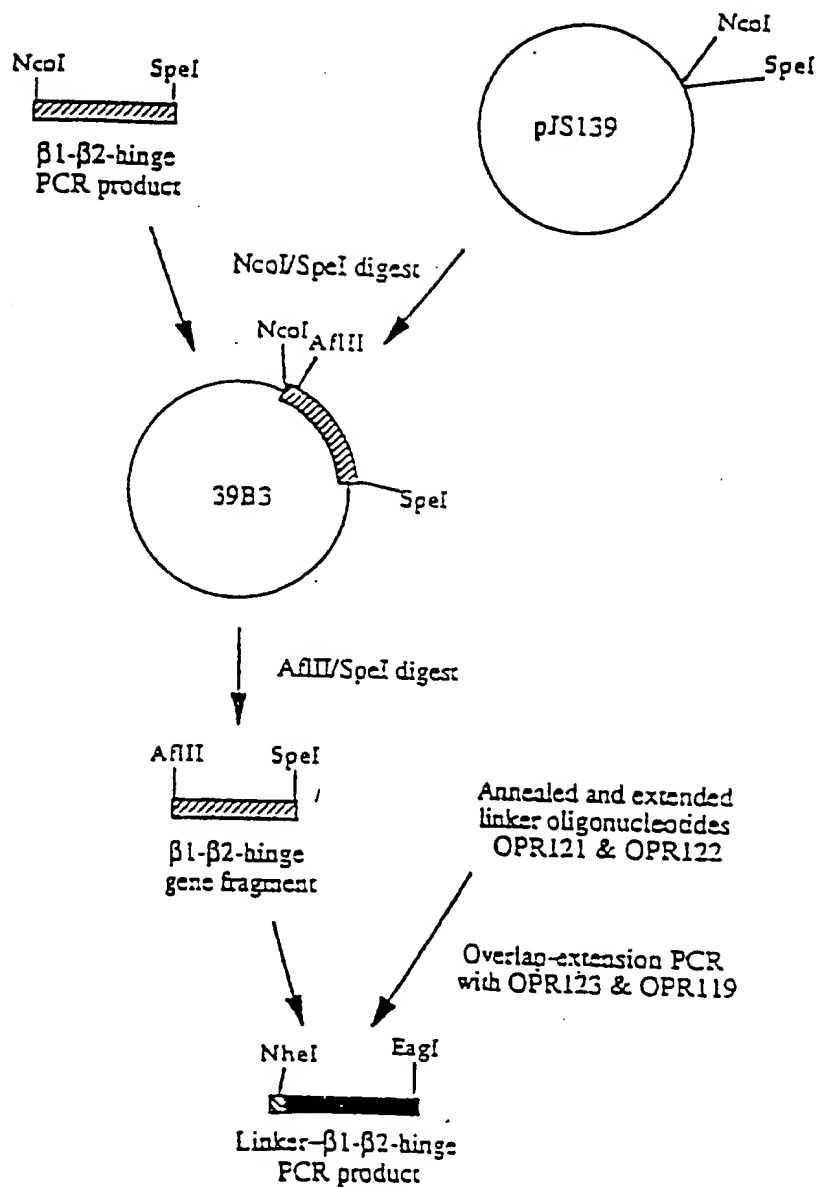 NcoI
SpeI
β1-β2-hinge
PCR product
NcoI
SpeI
pJS139
NcoI/SpeI digest
NcoI
AflII
39B3
SpeI
AflII/SpeI digest
AflII
SpeI
β1-β2-hinge
gene fragment
Annealed and extended
linker oligonucleotides
OPR121 & OPR122
Overlap-extension PCR
with OPR123 & OPR119
NheI
EagI
Linker-β1-β2-hinge
PCR product